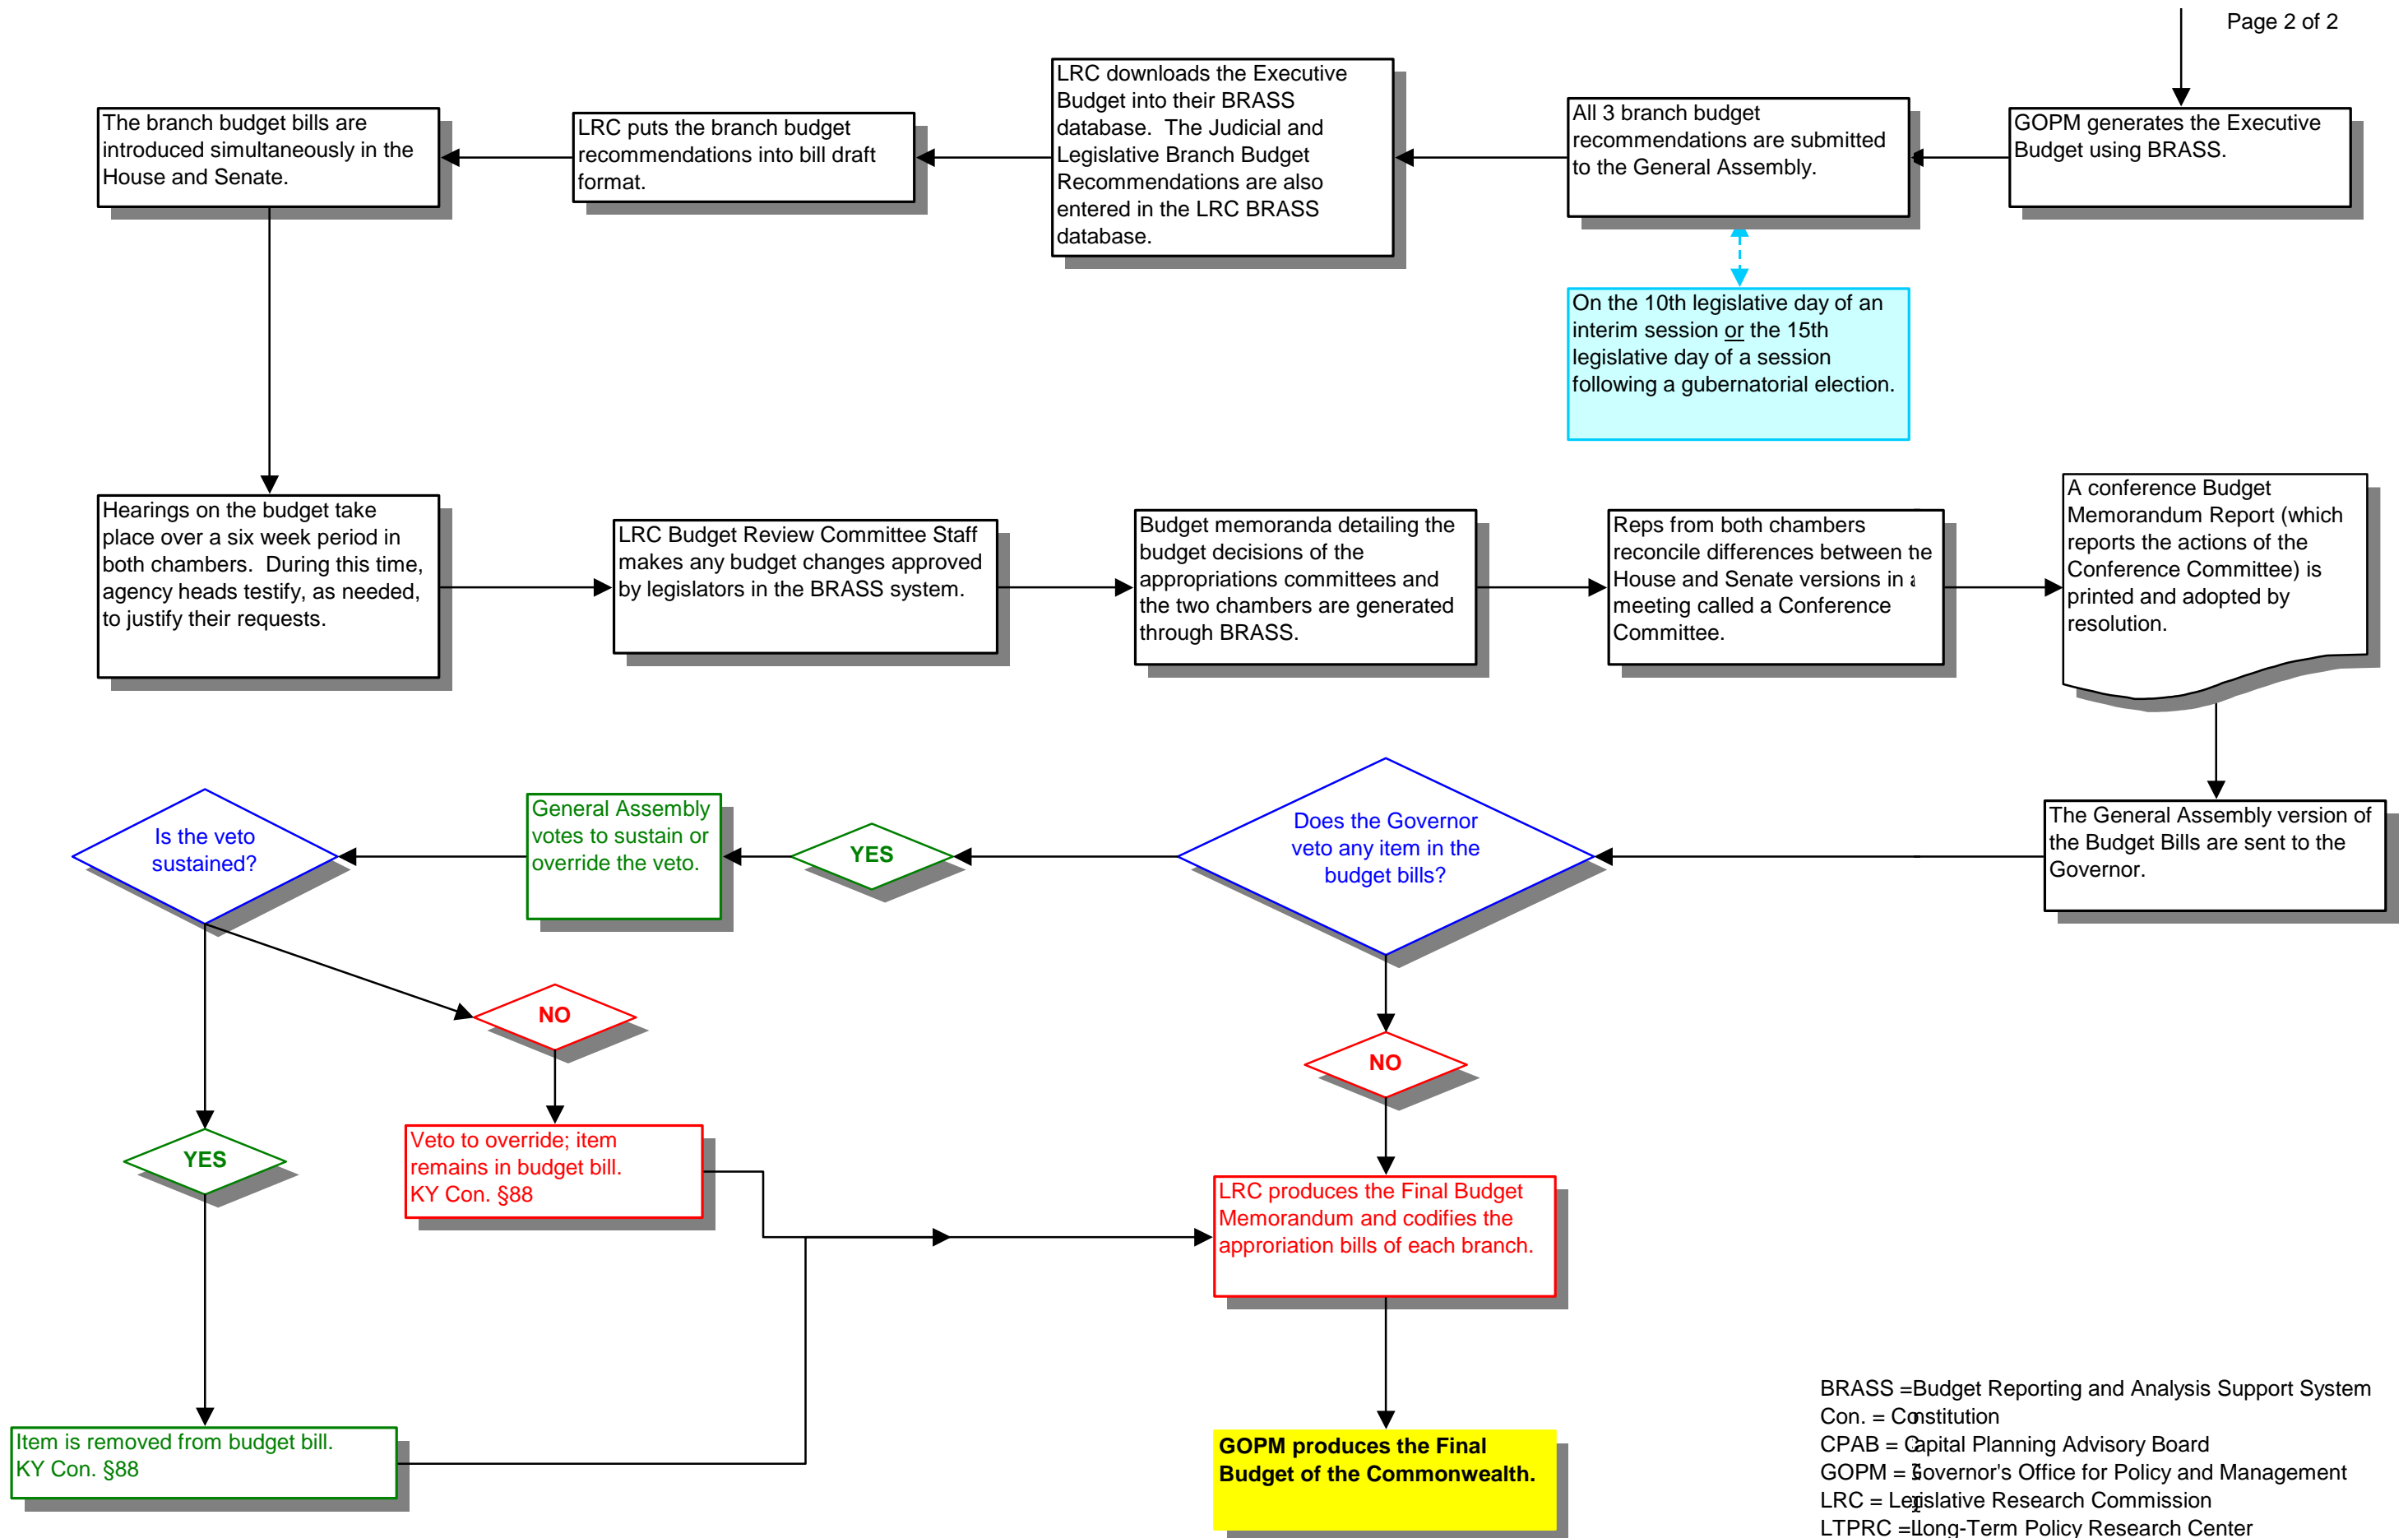 Page 2 of 2
The branch budget bills are
introduced simultaneously in the
House and Senate.
LRC puts the branch budget
recommendations into bill draft
format.
LRC downloads the Executive
Budget into their BRASS
database.  The Judicial and
Legislative Branch Budget
Recommendations are also
entered in the LRC BRASS
database.
All 3 branch budget
recommendations are submitted
to the General Assembly.
GOPM generates the Executive
Budget using BRASS.
On the 10th legislative day of an
interim session or the 15th
legislative day of a session
following a gubernatorial election.
Hearings on the budget take
place over a six week period in
both chambers.  During this time,
agency heads testify, as needed,
to justify their requests.
LRC Budget Review Committee Staff
makes any budget changes approved
by legislators in the BRASS system.
Budget memoranda detailing the
budget decisions of the
appropriations committees and
the two chambers are generated
through BRASS.
Reps from both chambers
reconcile differences between the
House and Senate versions in a
meeting called a Conference
Committee.
A conference Budget
Memorandum Report (which
reports the actions of the
Conference Committee) is
printed and adopted by
resolution.
Is the veto
sustained?
General Assembly
votes to sustain or
override the veto.
YES
Does the Governor
veto any item in the
budget bills?
The General Assembly version of
the Budget Bills are sent to the
Governor.
NO
NO
YES
Veto to override; item
remains in budget bill.
KY Con. §88
LRC produces the Final Budget
Memorandum and codifies the
approriation bills of each branch.
Item is removed from budget bill.
KY Con. §88
GOPM produces the Final
Budget of the Commonwealth.
BRASS =Budget Reporting and Analysis Support System
Con. = Constitution
CPAB = Capital Planning Advisory Board
GOPM = Governor's Office for Policy and Management
LRC = Legislative Research Commission
LTPRC =Long-Term Policy Research Center